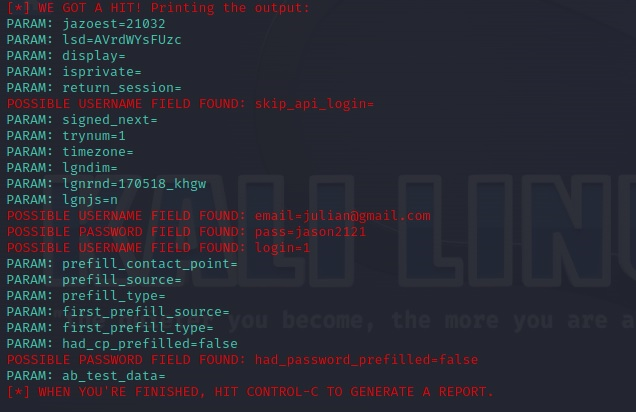 [*] WE GOT A HIT! Printing the output:
PARAM: jazoest=21032
PARAM: lsd=AVrdWYsFUzc
PARAM: display=
PARAM: isprivate=
PARAM: return_session=
POSSIBLE USERNAME FIELD FOUND: skip_api_login=
PARAM: signed_next=
PARAM: trynum=1
PARAM: timezone=
PARAM: lgndim=
PARAM: lgnrnd=170518_khgw
PARAM: lgnjs=n
POSSIBLE USERNAME FIELD FOUND: email=julian@gmail.com
POSSIBLE PASSWORD FIELD FOUND: pass=jason2121
POSSIBLE USERNAME FIELD FOUND: login=1
PARAM: prefill_contact_point=
PARAM: prefill_source=
PARAM: prefill_type=
PARAM: first_prefill_source=
PARAM: first_prefill_type=
PARAM: had_cp_prefilled=false
POSSIBLE PASSWORD FIELD FOUND: had_password_prefilled=false
PARAM: ab_test_data=
[*] WHEN YOU'RE FINISHED, HIT CONTROL-C TO GENERATE A REPORT.
KALI LIN
you become, the more you are a